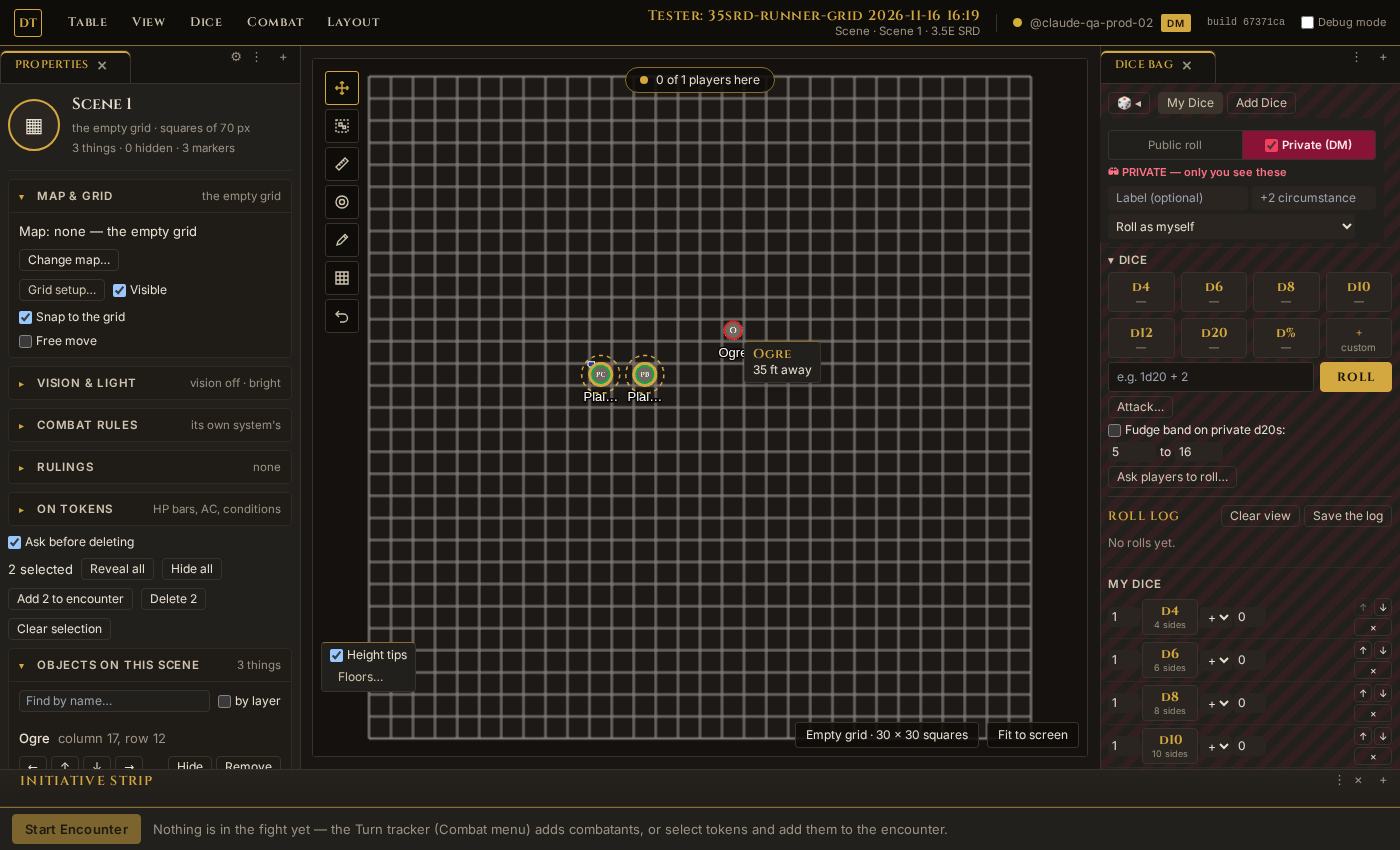 DT Table View Dice Combat Layout
Tester: 35srd-runner-grid 2026-11-16 16:19
Scene · Scene 1 · 3.5E SRD
@claude-qa-prod-02 DM build 67371ca Debug mode
Properties
Scene 1
the empty grid · squares of 70 px
3 things · 0 hidden · 3 markers
MAP & GRID the empty grid
Map: none — the empty grid
Change map...
Grid setup... Visible
Snap to the grid
Free move
VISION & LIGHT vision off · bright
COMBAT RULES its own system's
RULINGS none
ON TOKENS HP bars, AC, conditions
Ask before deleting
2 selected Reveal all Hide all
Add 2 to encounter Delete 2
Clear selection
OBJECTS ON THIS SCENE 3 things
Find by name... by layer
Ogre column 17, row 12
Hide Remove
0 of 1 players here
O
Ogre
Ogre
35 ft away
PC PB
Plai... Plai...
Height tips
Floors...
Empty grid · 30 × 30 squares Fit to screen
Dice Bag
My Dice Add Dice
Public roll Private (DM)
PRIVATE — only you see these
Label (optional) +2 circumstance
Roll as myself
DICE
D4 D6 D8 D10
— — — —
D12 D20 D% +
— — — custom
e.g. 1d20 + 2 ROLL
Attack...
Fudge band on private d20s:
5 to 16
Ask players to roll...
Roll Log Clear view Save the log
No rolls yet.
MY DICE
1 D4 + 0
4 sides
1 D6 + 0
6 sides
1 D8 + 0
8 sides
1 D10 + 0
10 sides
Initiative Strip
Start Encounter Nothing is in the fight yet — the Turn tracker (Combat menu) adds combatants, or select tokens and add them to the encounter.